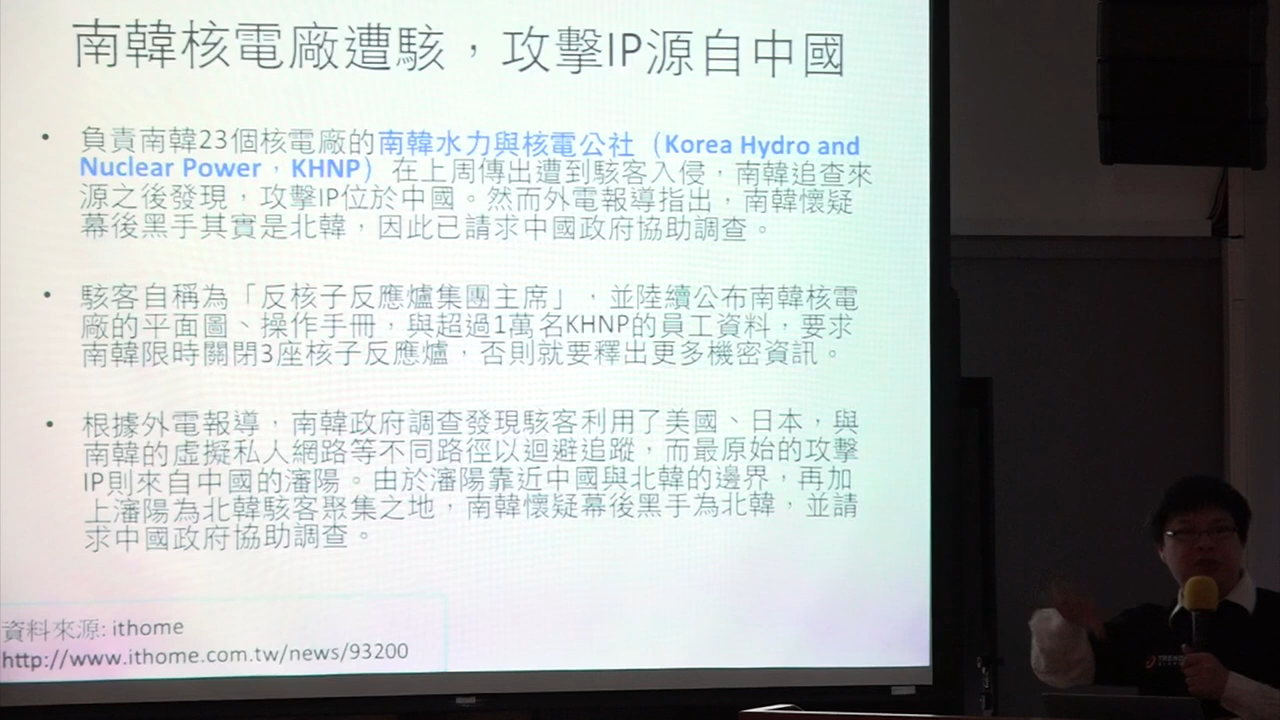 南韓核電廠遭駭，攻擊IP源自中國
• 負責南韓23個核電廠的南韓水力與核電公社（Korea Hydro and
Nuclear Power，KHNP）在上周傳出遭到駭客入侵，南韓追查來
源之後發現，攻擊IP位於中國。然而外電報導指出，南韓懷疑
幕後黑手其實是北韓，因此已請求中國政府協助調查。
• 駭客自稱為「反核子反應爐集團主席」，並陸續公布南韓核電
廠的平面圖、操作手冊，與超過1萬名KHNP的員工資料，要求
南韓限時關閉3座核子反應爐，否則就要釋出更多機密資訊。
• 根據外電報導，南韓政府調查發現駭客利用了美國、日本，與
南韓的虛擬私人網路等不同路徑以迴避追蹤，而最原始的攻擊
IP則來自中國的瀋陽。由於瀋陽靠近中國與北韓的邊界，再加
上瀋陽為北韓駭客聚集之地，南韓懷疑幕後黑手為北韓，並請
求中國政府協助調查。
資料來源: ithome
http://www.ithome.com.tw/news/93200